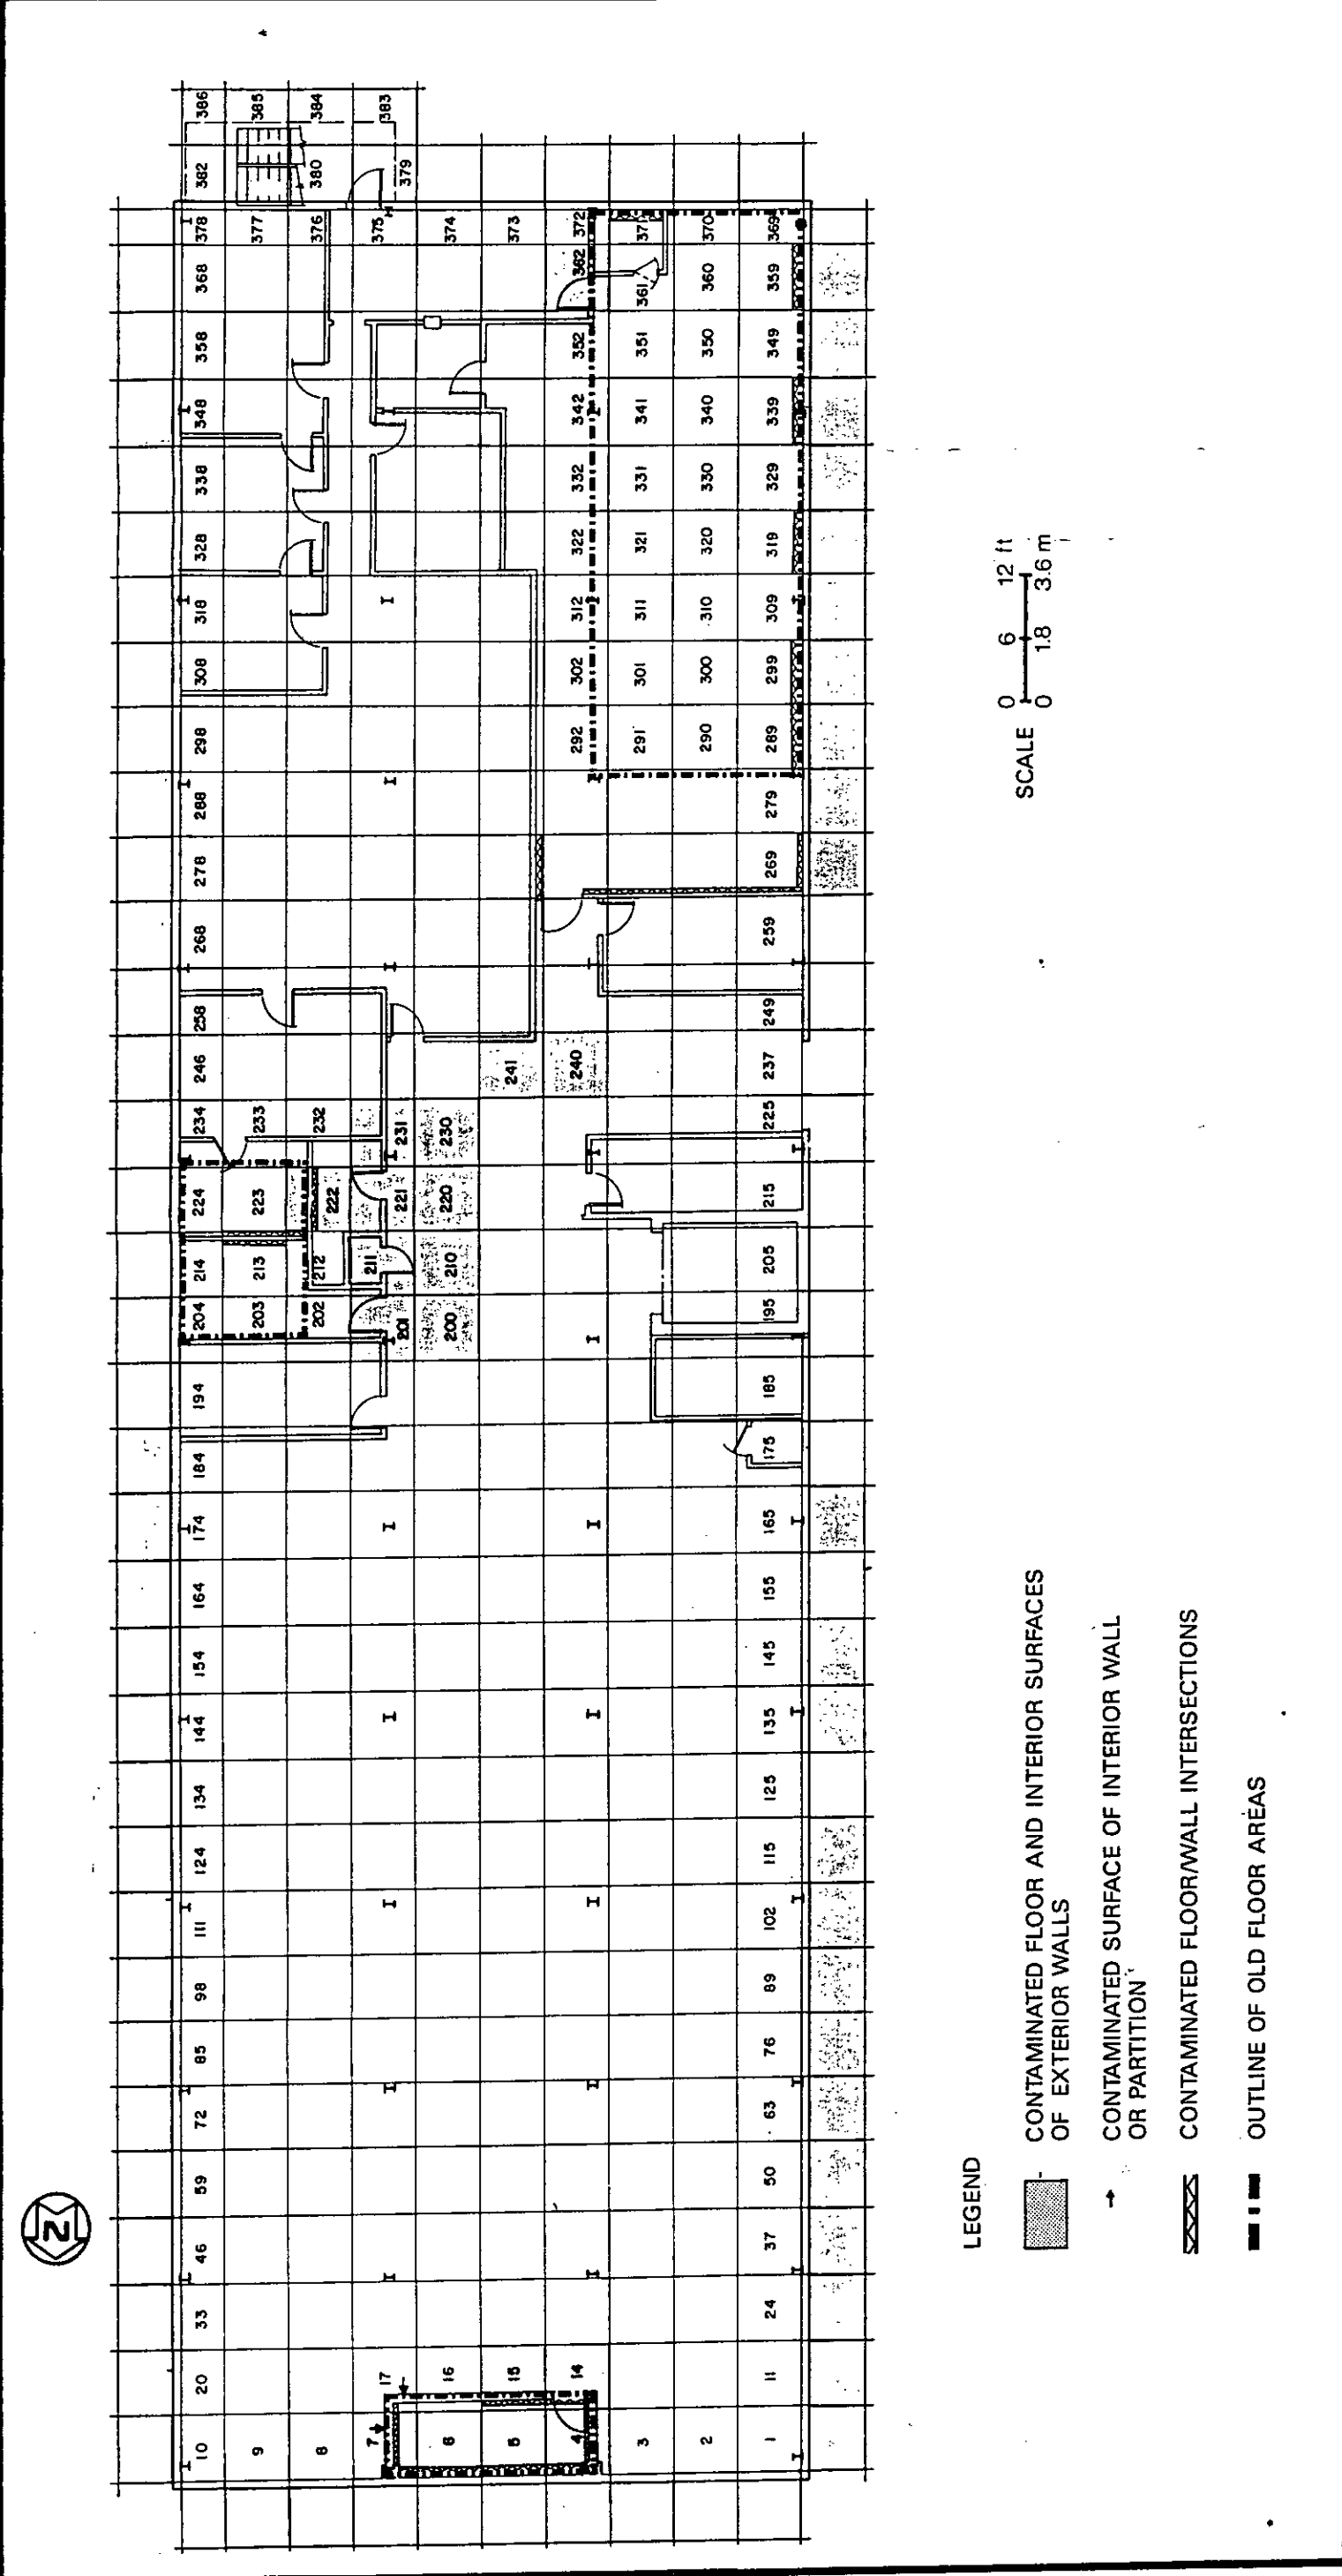 N
10 20 33 46 59 72 85 98 111 124 134 144 154 164 174 184 194 204 214 224 234 246 258 268 278 288 298 308 318 328 338 348 358 368 378 382 386
9 203 213 223 233 377 385
8 202 212 222 232 376 380 384
7 17 201 211 221 231 375 379 383
6 16 200 210 220 230 374
5 15 241 373
4 14 240 292 302 312 322 332 342 352 362 372
3 291 301 311 321 331 341 351 361 371
2 290 300 310 320 330 340 350 360 370
1 11 24 37 50 63 76 89 102 115 125 135 145 155 165 175 185 195 205 215 225 237 249 259 269 279 289 299 309 319 329 339 349 359 369
SCALE
0 6 12 ft
0 1.8 3.6 m
LEGEND
CONTAMINATED FLOOR AND INTERIOR SURFACES
OF EXTERIOR WALLS
CONTAMINATED SURFACE OF INTERIOR WALL
OR PARTITION
CONTAMINATED FLOOR/WALL INTERSECTIONS
OUTLINE OF OLD FLOOR AREAS